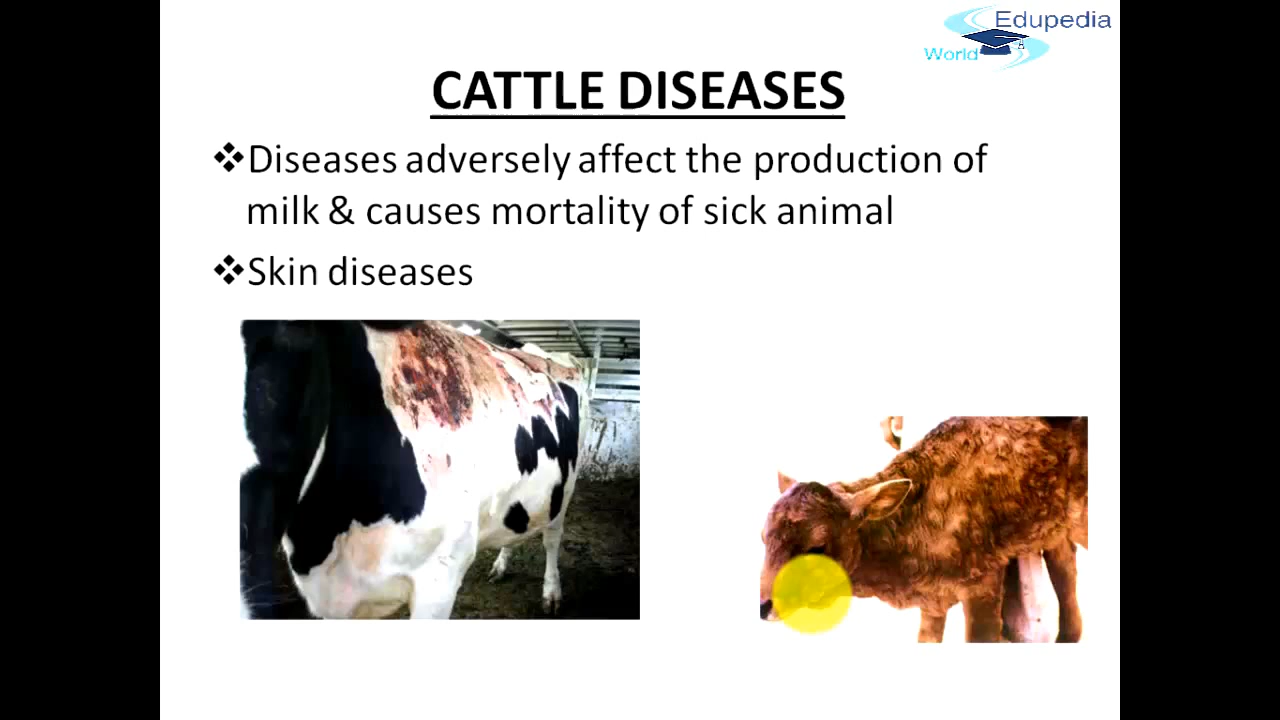 Edupedia
World
CATTLE DISEASES
❖Diseases adversely affect the production of
milk & causes mortality of sick animal
❖Skin diseases